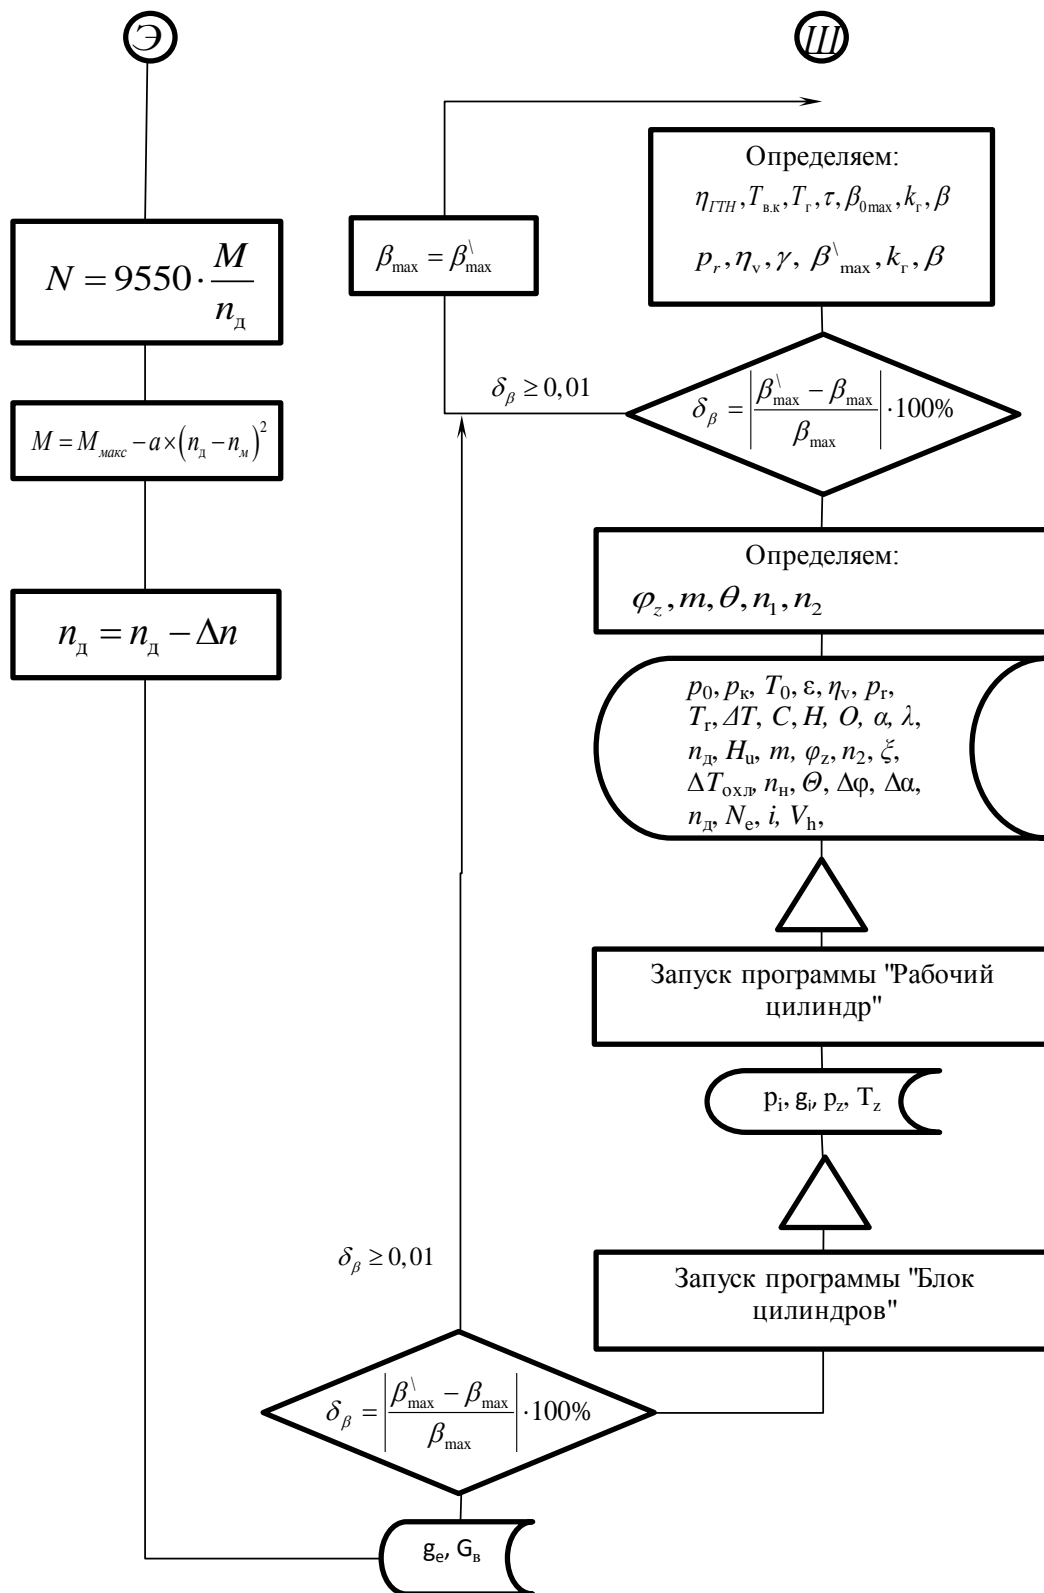 Э
Ш
N = 9550 · M / n_д
M = M_макс − a × (n_д − n_м)²
n_д = n_д − Δn
β_max = β^\_max
Определяем:
η_ГТН, T_в.к, T_г, τ, β_0max, k_г, β
p_r, η_v, γ, β^\_max, k_г, β
δ_β ≥ 0,01
δ_β = |(β^\_max − β_max) / β_max| · 100%
Определяем:
φ_z, m, Θ, n_1, n_2
p_0, p_к, T_0, ε, η_v, p_r,
T_r, ΔT, C, H, O, α, λ,
n_д, H_u, m, φ_z, n_2, ξ,
ΔT_охл, n_н, Θ, Δφ, Δα,
n_д, N_e, i, V_h,
Запуск программы "Рабочий
цилиндр"
p_i, g_i, p_z, T_z
Запуск программы "Блок
цилиндров"
δ_β ≥ 0,01
δ_β = |(β^\_max − β_max) / β_max| · 100%
g_e, G_в